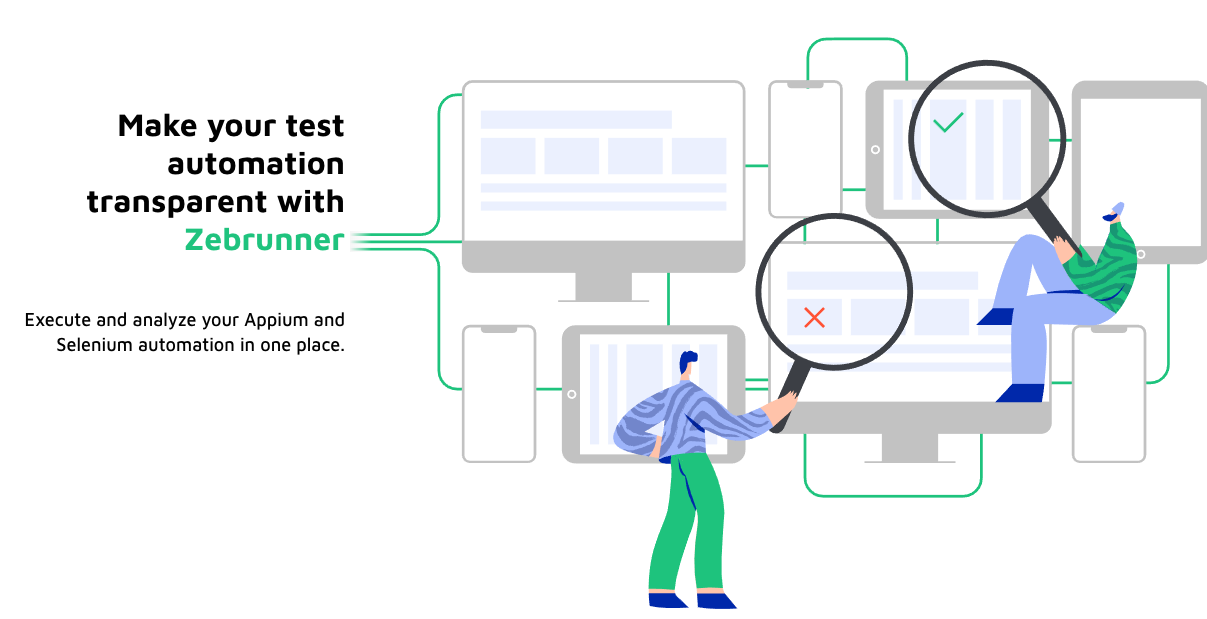 Make your test
automation
transparent with
Zebrunner
Execute and analyze your Appium and
Selenium automation in one place.